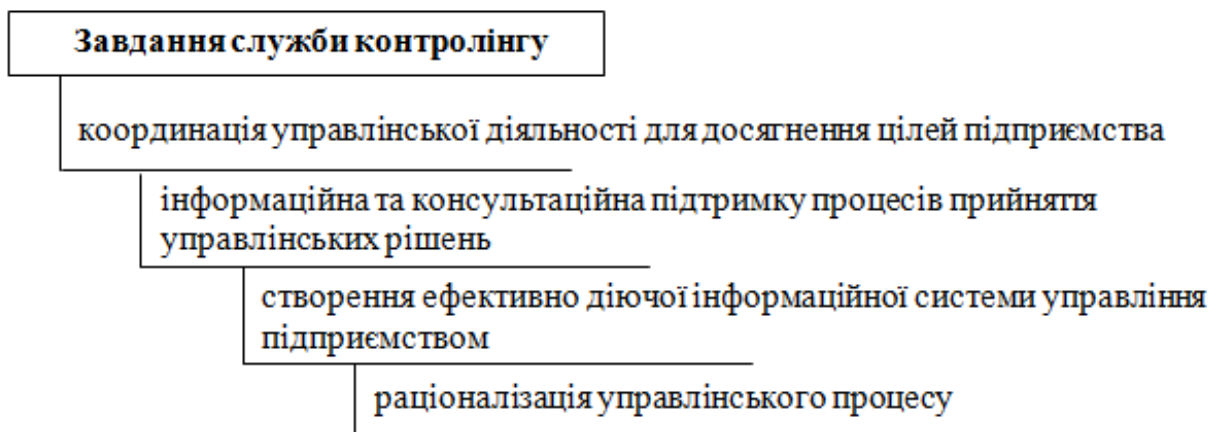 Завдання служби контролінгу
координація управлінської діяльності для досягнення цілей підприємства
інформаційна та консультаційна підтримку процесів прийняття
управлінських рішень
створення ефективно діючої інформаційної системи управління
підприємством
раціоналізація управлінського процесу